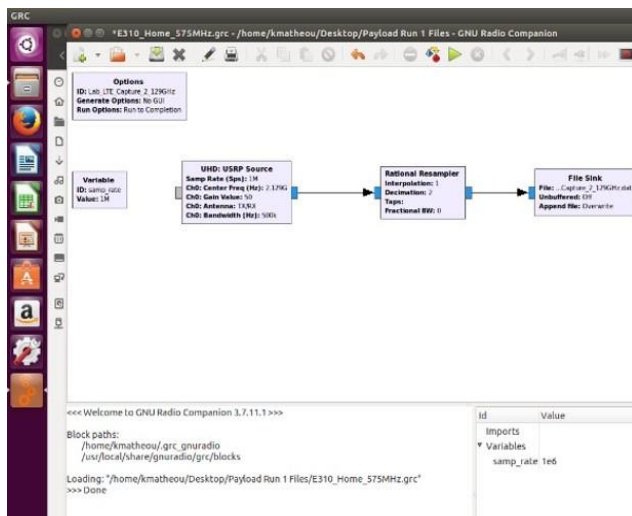 GRC
*E310_Home_575MHz.grc - /home/kmatheou/Desktop/Payload Run 1 Files - GNU Radio Companion
Options
ID: Lab_LTE_Capture_2_129GHz
Generate Options: No GUI
Run Options: Run to Completion
Variable
ID: samp_rate
Value: 1M
UHD: USRP Source
Samp Rate (Sps): 1M
Ch0: Center Freq (Hz): 2.129G
Ch0: Gain Value: 50
Ch0: Antenna: TX/RX
Ch0: Bandwidth (Hz): 500k
Rational Resampler
Interpolation: 1
Decimation: 2
Taps:
Fractional BW: 0
File Sink
File: ...Capture_2_129GHz.dat
Unbuffered: Off
Append file: Overwrite
<<< Welcome to GNU Radio Companion 3.7.11.1 >>>
Block paths:
/home/kmatheou/.grc_gnuradio
/usr/local/share/gnuradio/grc/blocks
Loading: "/home/kmatheou/Desktop/Payload Run 1 Files/E310_Home_575MHz.grc"
>>> Done
Id Value
Imports
Variables
samp_rate 1e6